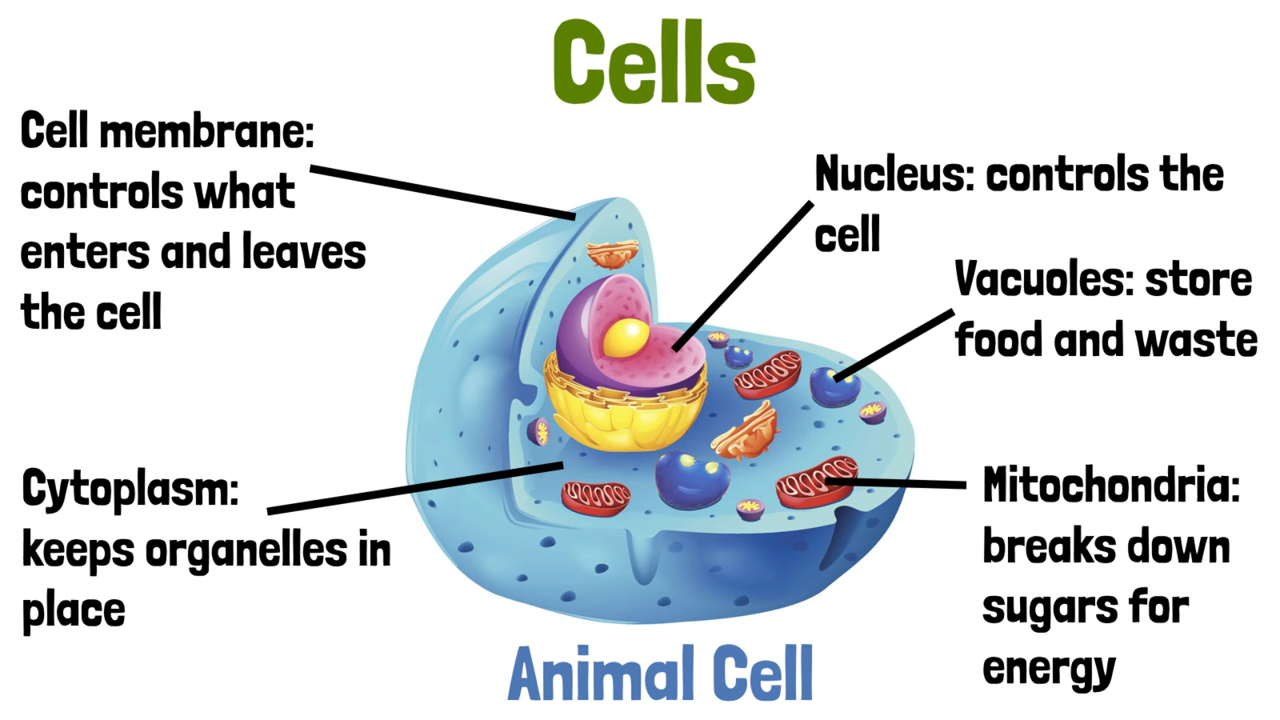 Cells
Cell membrane:
controls what
enters and leaves
the cell
Nucleus: controls the
cell
Vacuoles: store
food and waste
Cytoplasm:
keeps organelles in
place
Mitochondria:
breaks down
sugars for
energy
Animal Cell